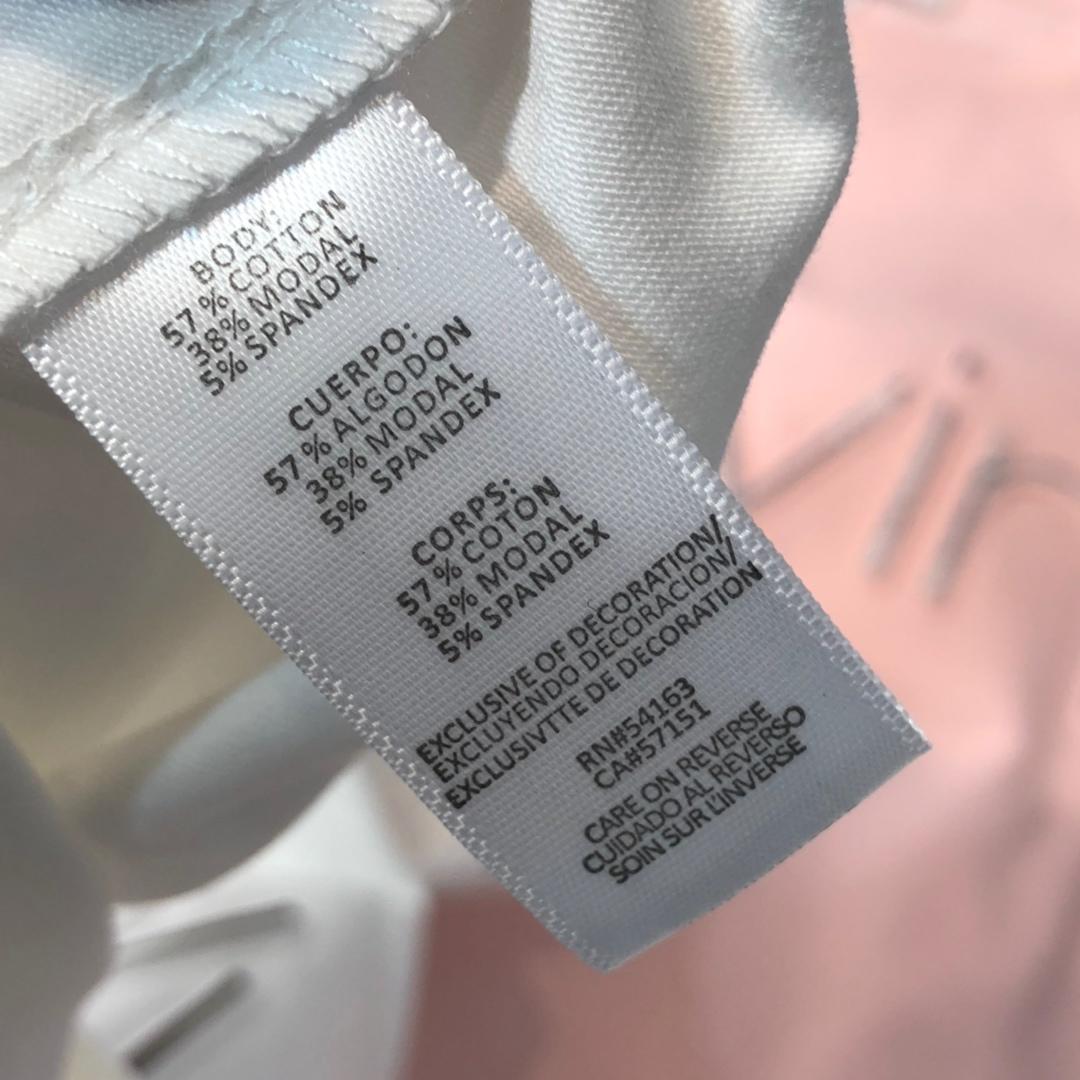 BODY:
57% COTTON
38% MODAL
5% SPANDEX
CUERPO:
57% ALGODON
38% MODAL
5% SPANDEX
CORPS:
57% COTON
38% MODAL
5% SPANDEX
EXCLUSIVE OF DECORATION/
EXCLUYENDO DECORACION/
EXCLUSIVTTE DE DECORATION
RN#54163
CA#57151
CARE ON REVERSE
CUIDADO AL REVERSO
SOIN SUR L'INVERSE